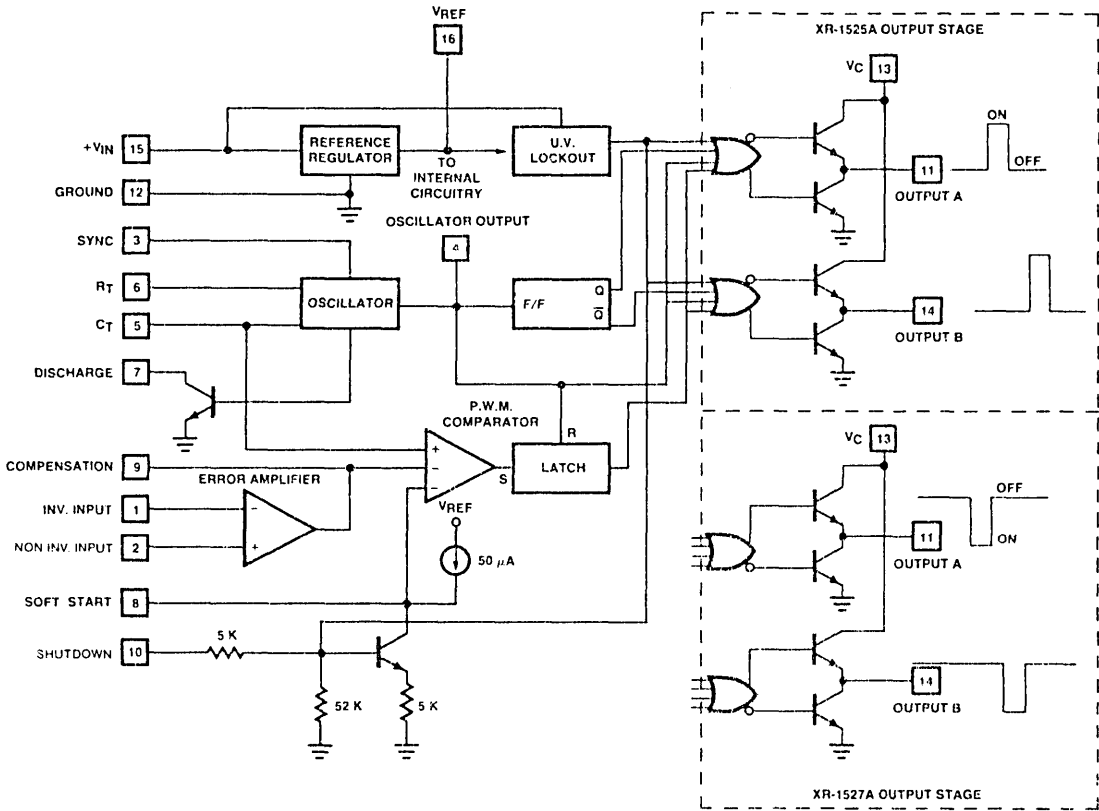 VREF
16
XR-1525A OUTPUT STAGE
VC 13
+VIN 15
REFERENCE
REGULATOR
U.V.
LOCKOUT
TO
INTERNAL
CIRCUITRY
ON
OFF
11
OUTPUT A
GROUND 12
OSCILLATOR OUTPUT
4
SYNC 3
RT 6
OSCILLATOR
F/F
Q
Q̅
CT 5
14
OUTPUT B
DISCHARGE 7
P.W.M.
COMPARATOR
R
+
−
−
S
LATCH
COMPENSATION 9
ERROR AMPLIFIER
INV. INPUT 1
−
NON INV. INPUT 2
+
VREF
50 μA
SOFT START 8
SHUTDOWN 10
5 K
52 K
5 K
VC 13
OFF
ON
11
OUTPUT A
14
OUTPUT B
XR-1527A OUTPUT STAGE